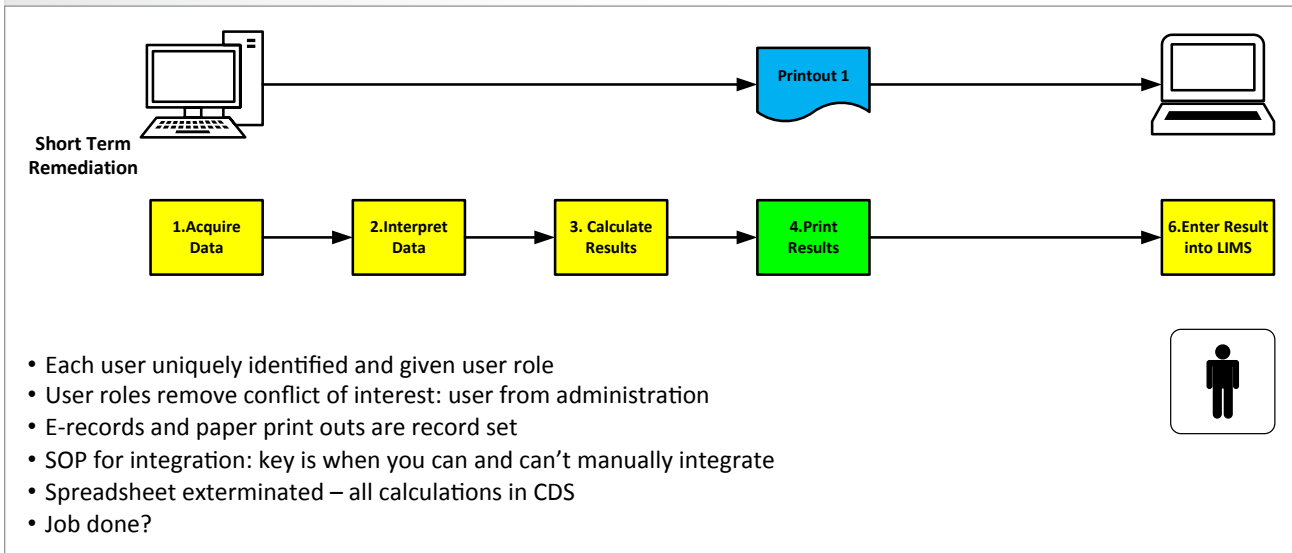 Printout 1
Short Term
Remediation
1.Acquire
Data
2.Interpret
Data
3. Calculate
Results
4.Print
Results
6.Enter Result
into LIMS
• Each user uniquely identified and given user role
• User roles remove conflict of interest: user from administration
• E-records and paper print outs are record set
• SOP for integration: key is when you can and can’t manually integrate
• Spreadsheet exterminated – all calculations in CDS
• Job done?